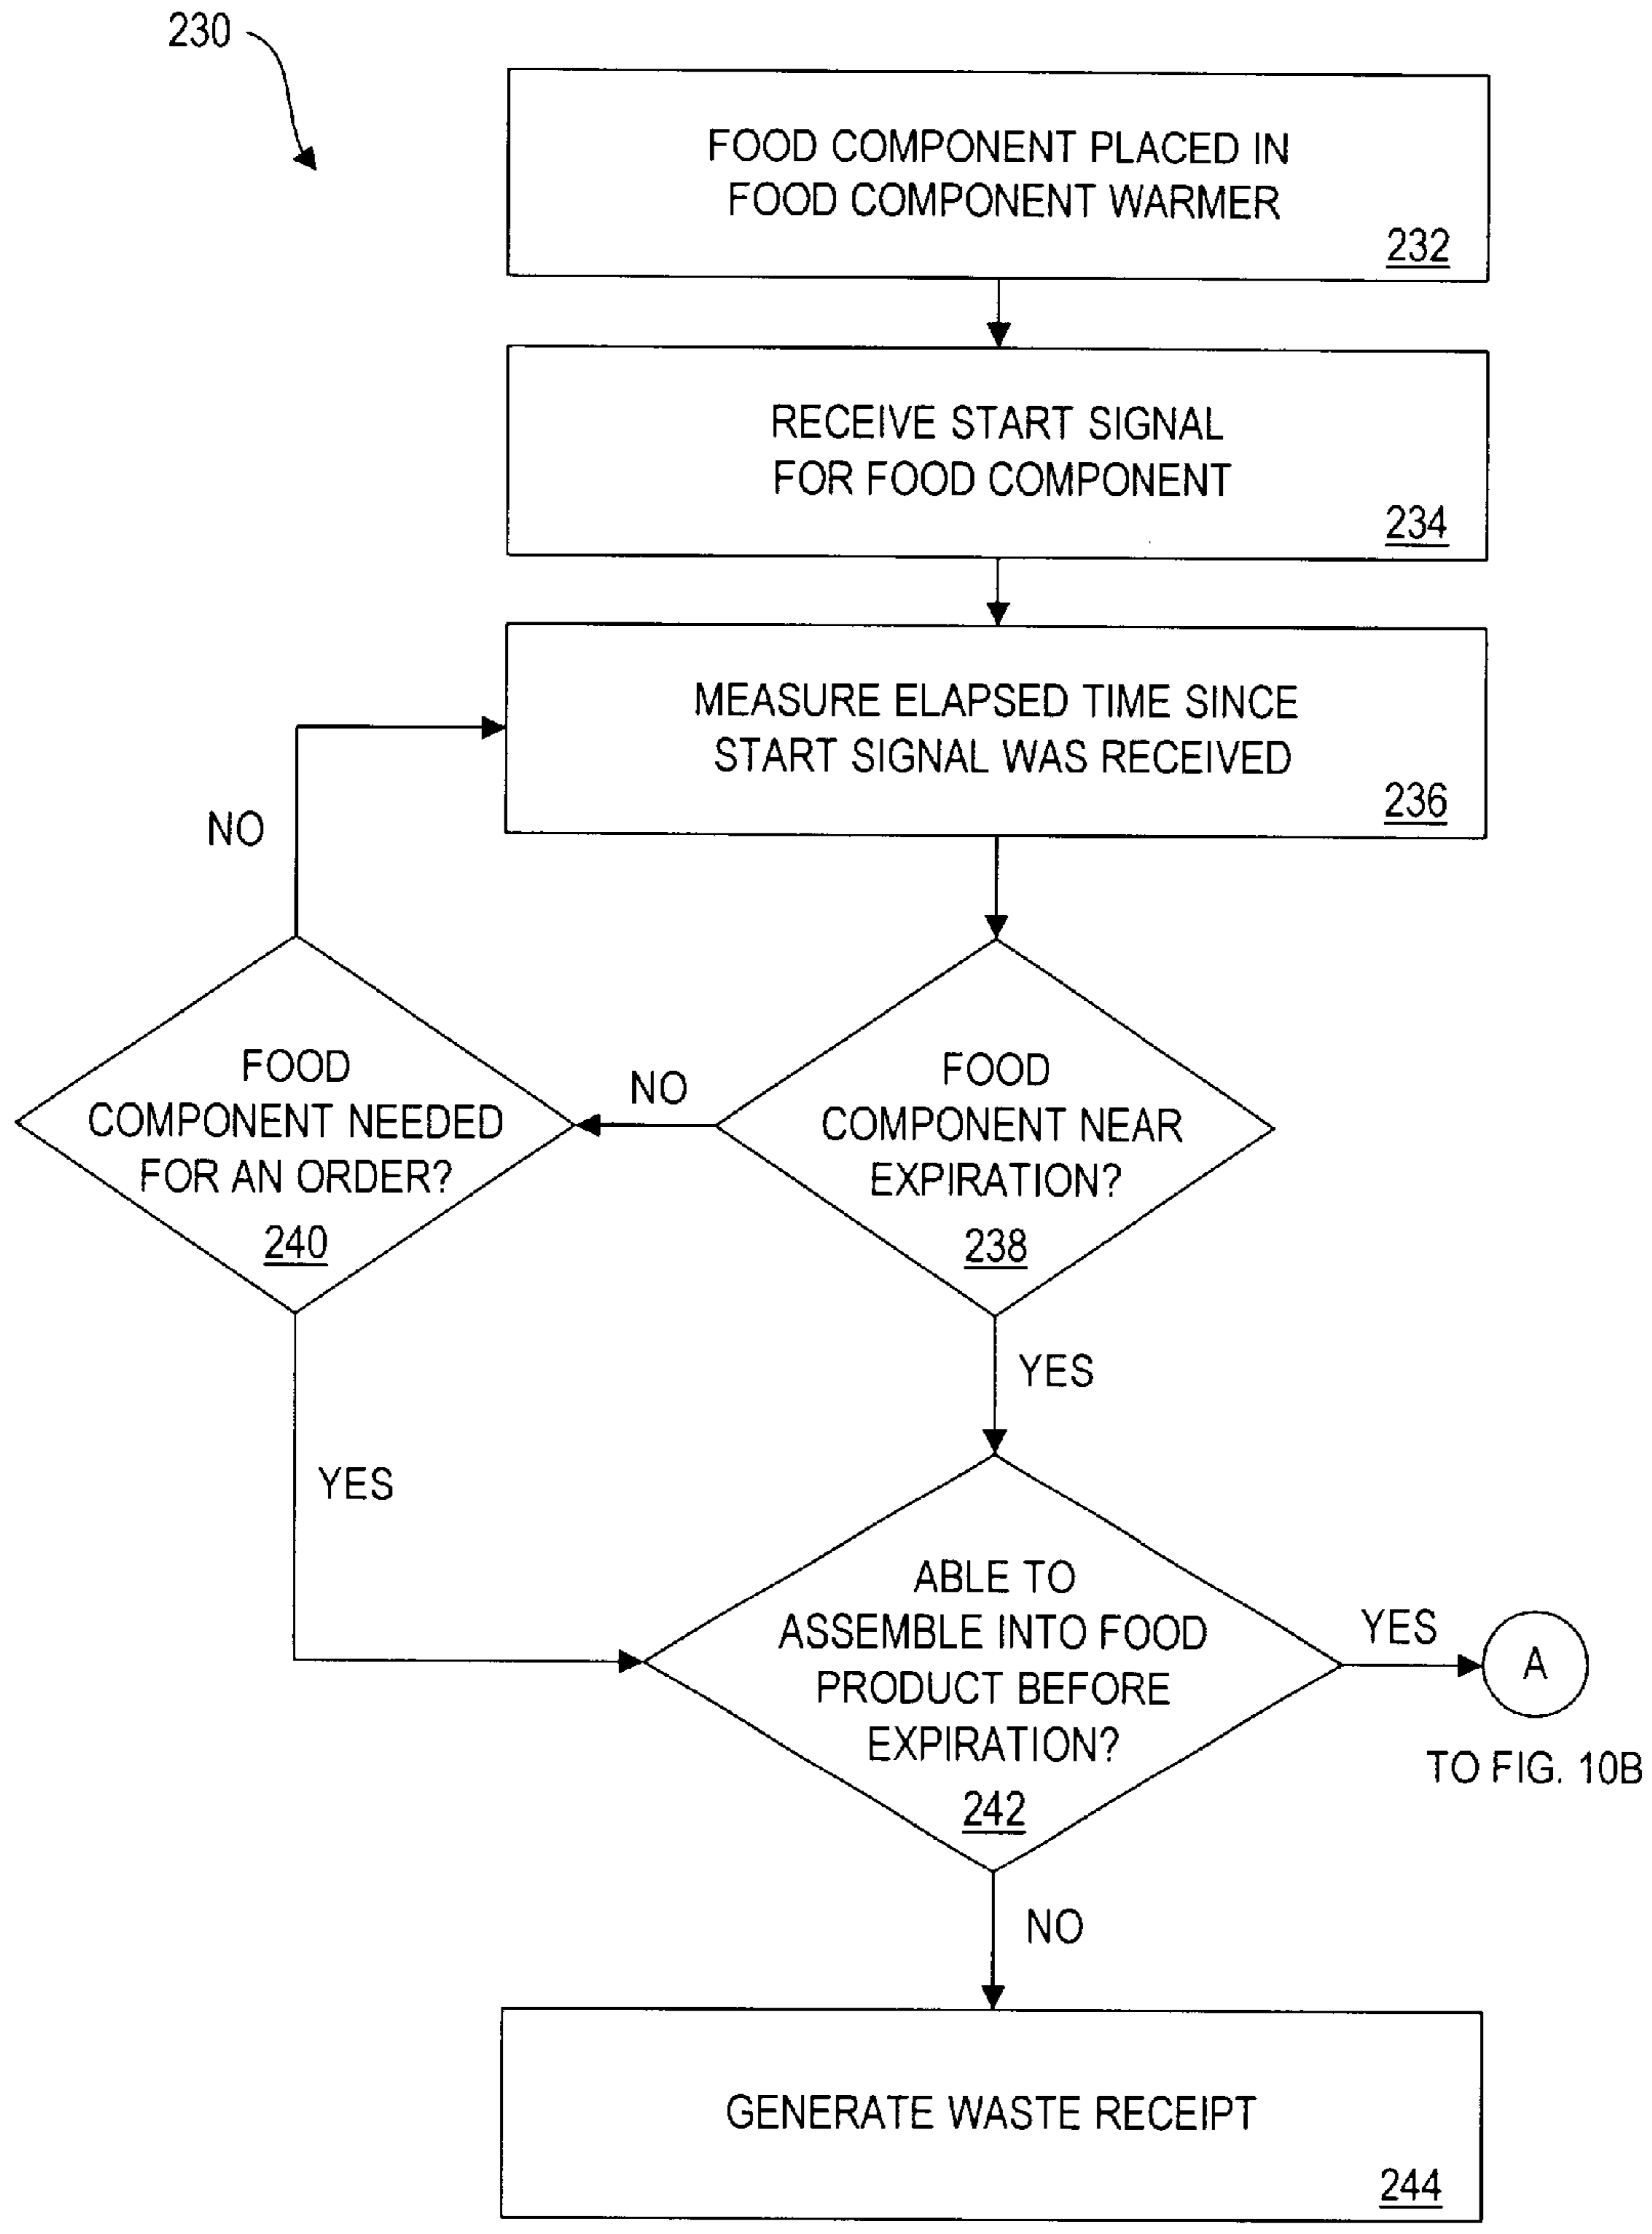 230
FOOD COMPONENT PLACED IN
FOOD COMPONENT WARMER
232
RECEIVE START SIGNAL
FOR FOOD COMPONENT
234
MEASURE ELAPSED TIME SINCE
START SIGNAL WAS RECEIVED
236
NO
FOOD
COMPONENT NEEDED
FOR AN ORDER?
240
NO
FOOD
COMPONENT NEAR
EXPIRATION?
238
YES
YES
ABLE TO
ASSEMBLE INTO FOOD
PRODUCT BEFORE
EXPIRATION?
242
YES
A
TO FIG. 10B
NO
GENERATE WASTE RECEIPT
244